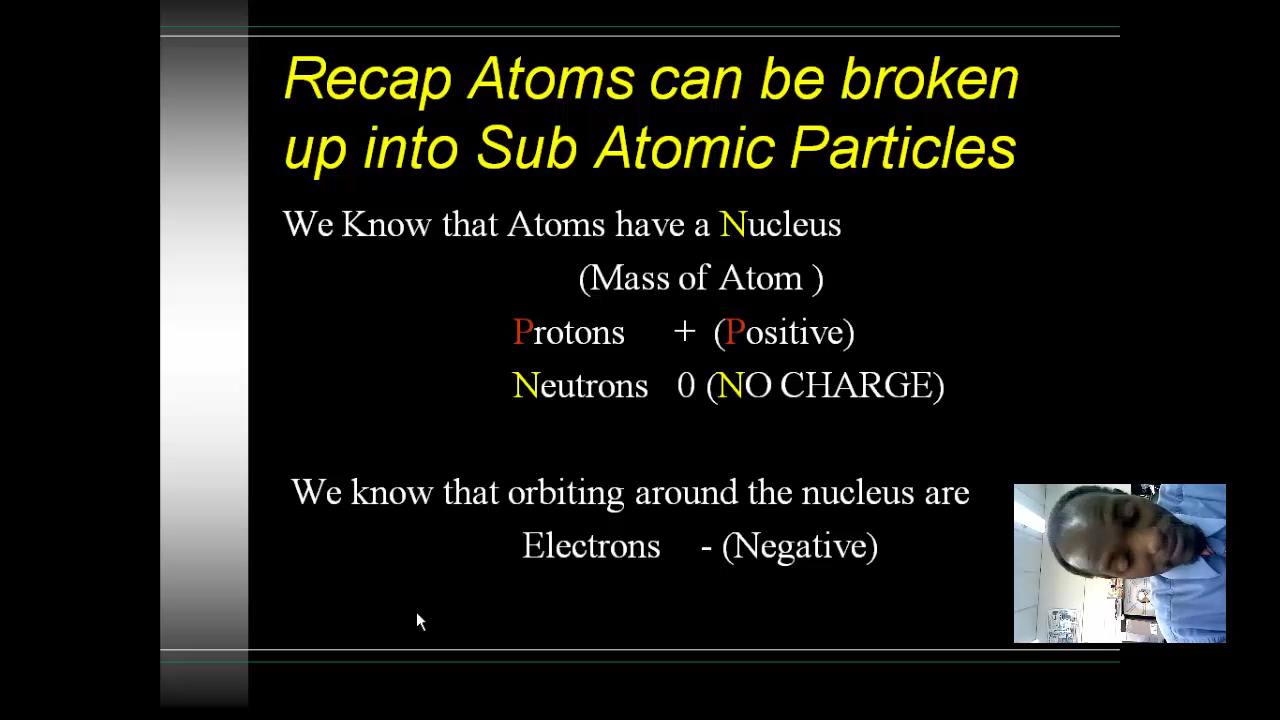 Recap Atoms can be broken
up into Sub Atomic Particles
We Know that Atoms have a Nucleus
(Mass of Atom )
Protons + (Positive)
Neutrons 0 (NO CHARGE)
We know that orbiting around the nucleus are
Electrons - (Negative)